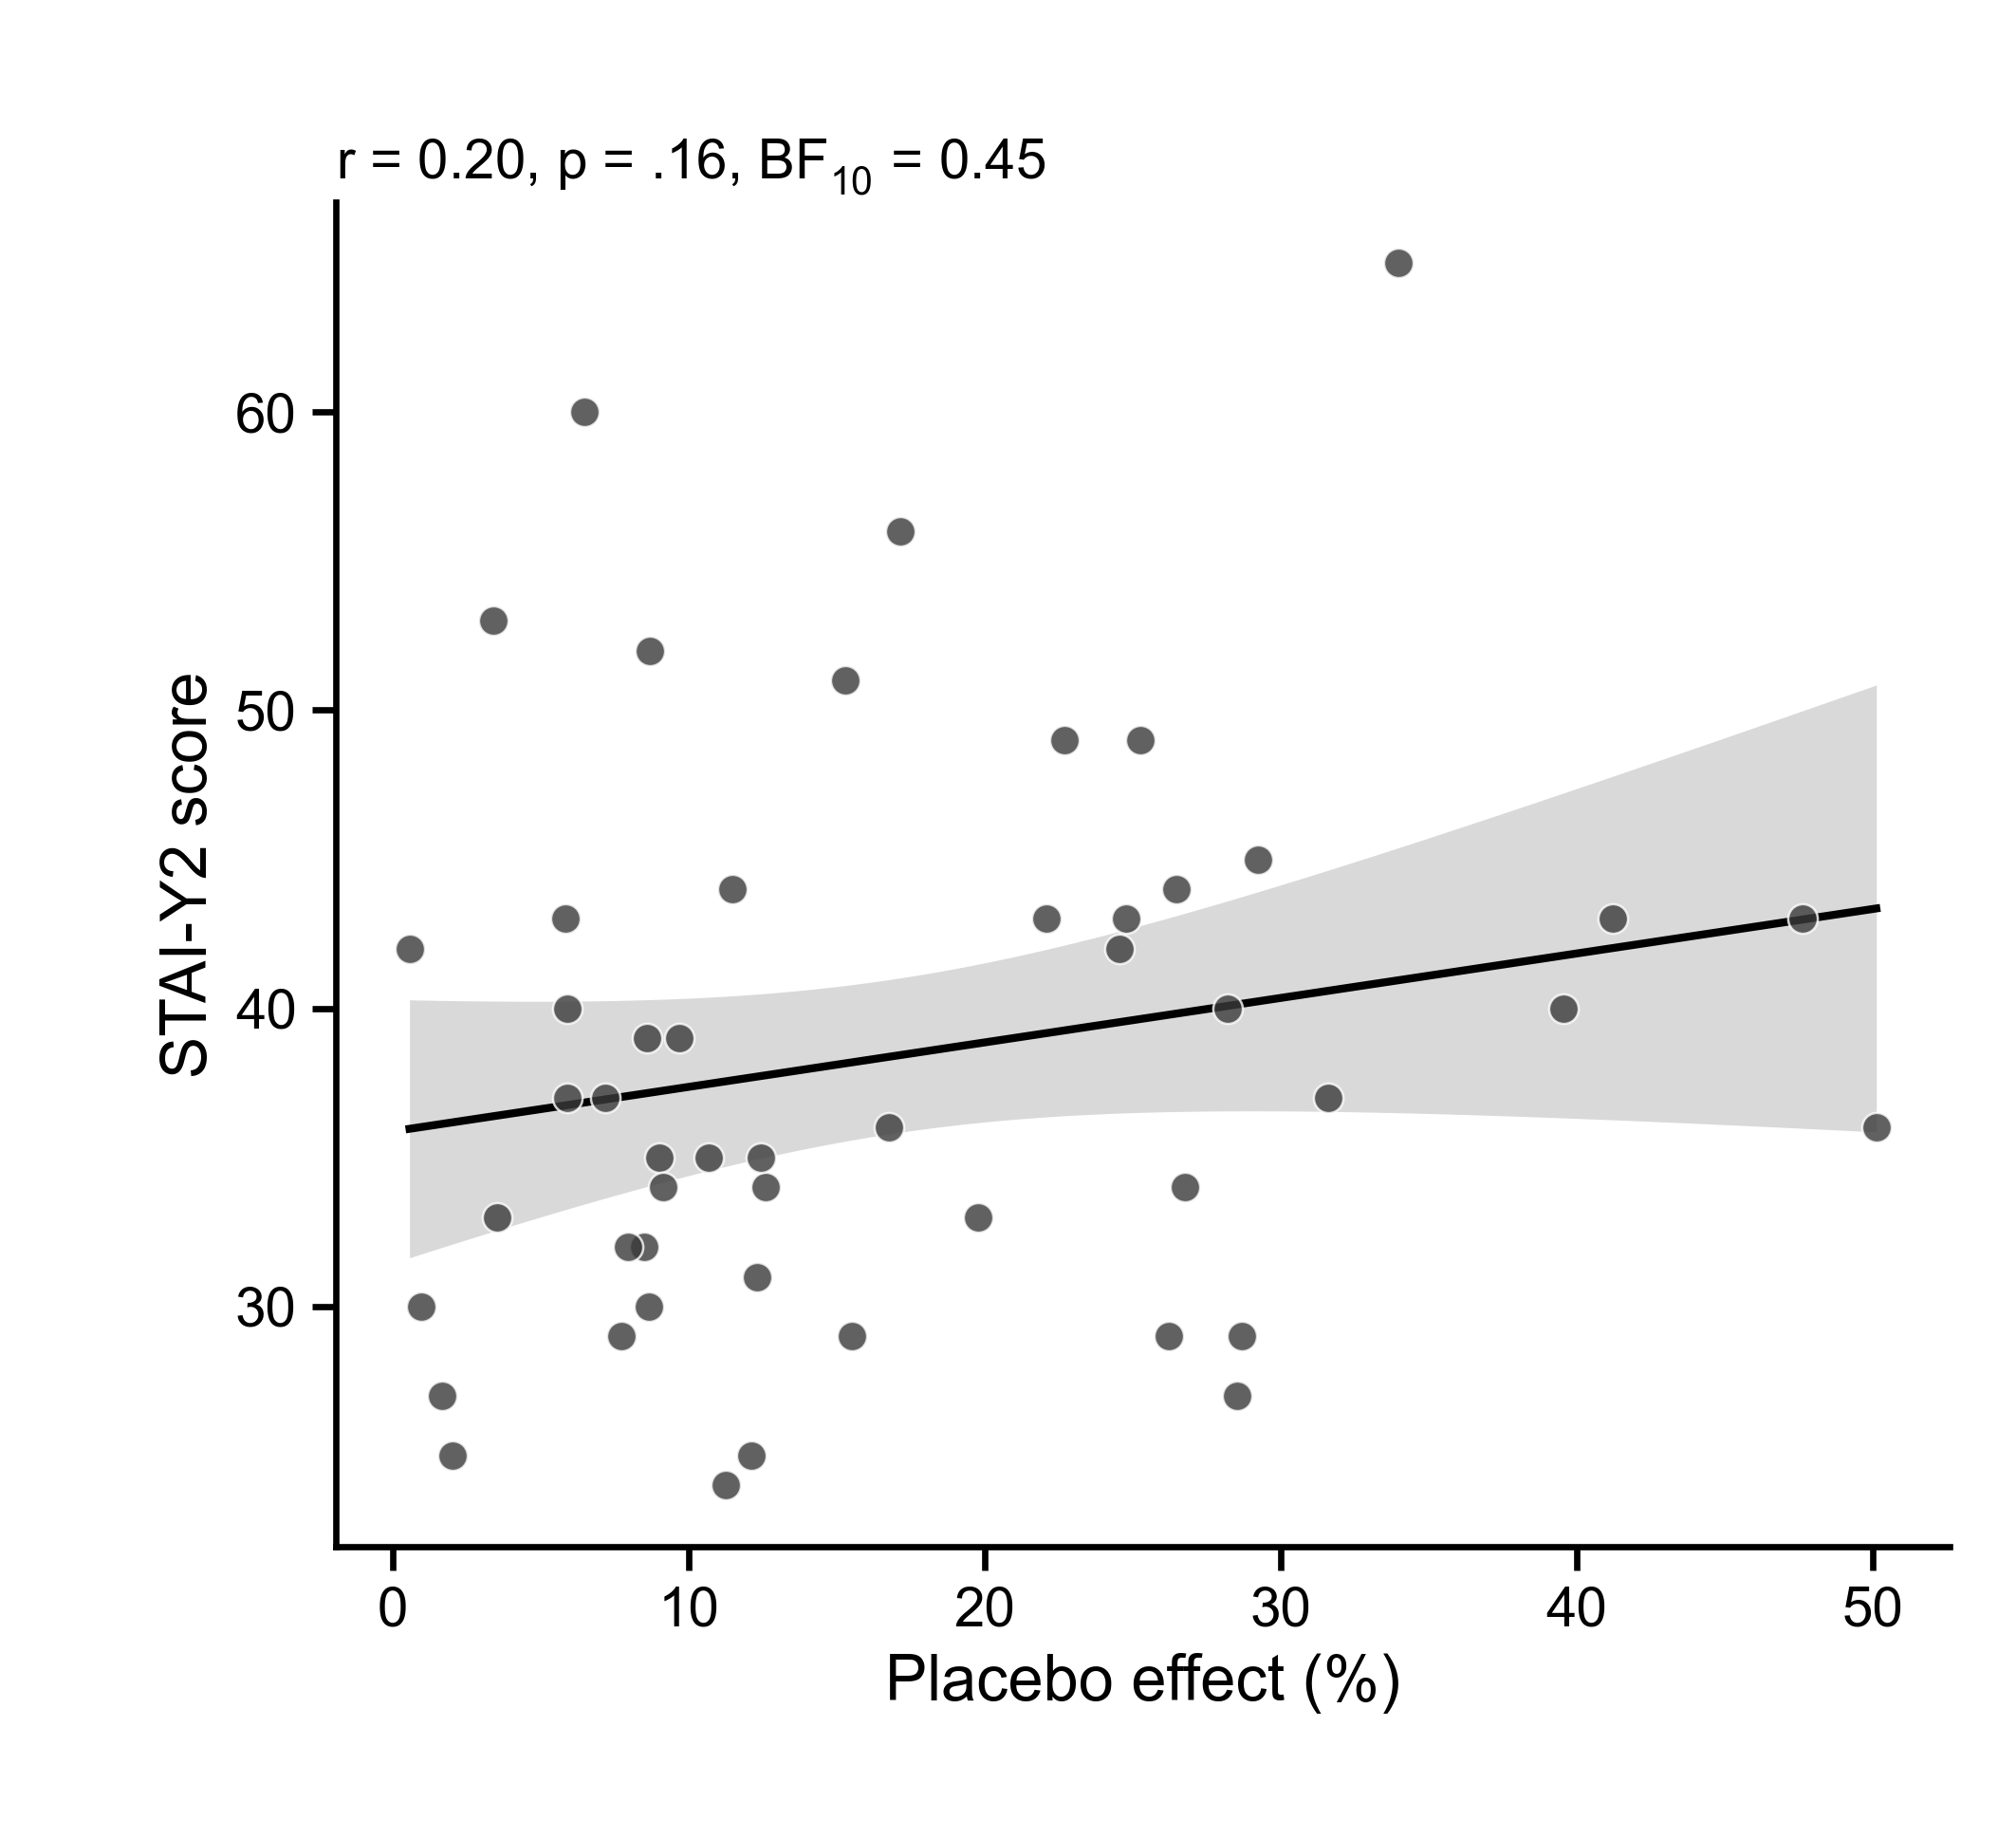 r = 0.20, p = .16, BF₁₀ = 0.45
60
50
40
30
STAI-Y2 score
0 10 20 30 40 50
Placebo effect (%)